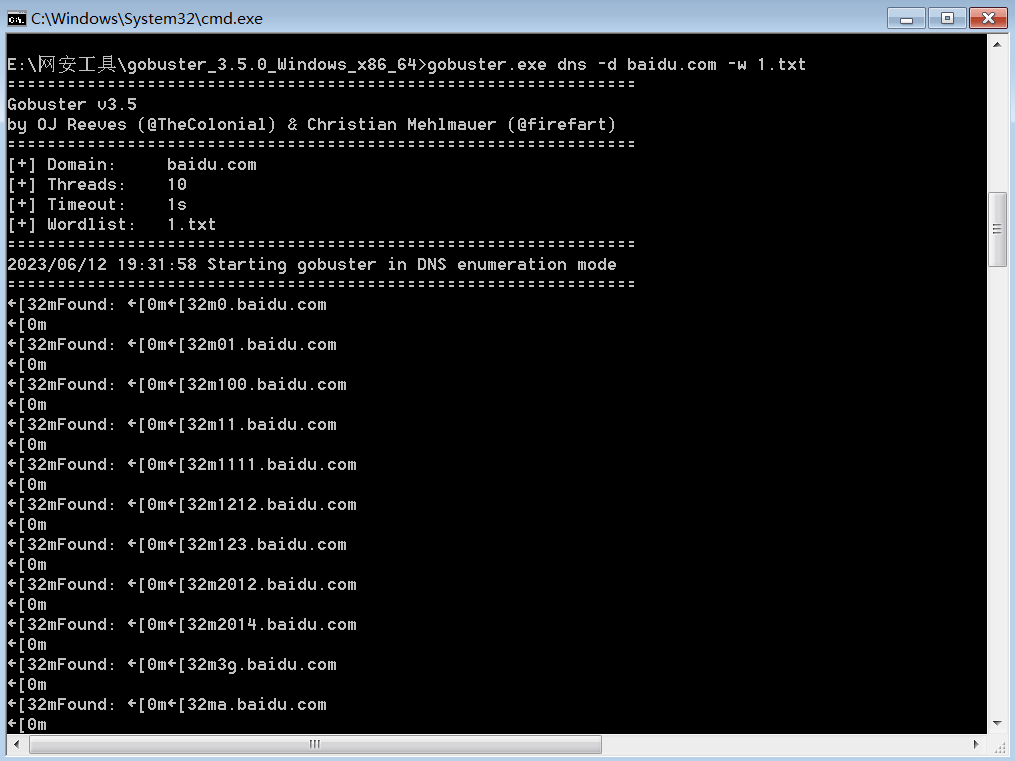 C:\Windows\System32\cmd.exe
E:\网安工具\gobuster_3.5.0_Windows_x86_64>gobuster.exe dns -d baidu.com -w 1.txt
===============================================================
Gobuster v3.5
by OJ Reeves (@TheColonial) & Christian Mehlmauer (@firefart)
===============================================================
[+] Domain:     baidu.com
[+] Threads:    10
[+] Timeout:    1s
[+] Wordlist:   1.txt
===============================================================
2023/06/12 19:31:58 Starting gobuster in DNS enumeration mode
===============================================================
←[32mFound: ←[0m←[32m0.baidu.com
←[0m
←[32mFound: ←[0m←[32m01.baidu.com
←[0m
←[32mFound: ←[0m←[32m100.baidu.com
←[0m
←[32mFound: ←[0m←[32m11.baidu.com
←[0m
←[32mFound: ←[0m←[32m1111.baidu.com
←[0m
←[32mFound: ←[0m←[32m1212.baidu.com
←[0m
←[32mFound: ←[0m←[32m123.baidu.com
←[0m
←[32mFound: ←[0m←[32m2012.baidu.com
←[0m
←[32mFound: ←[0m←[32m2014.baidu.com
←[0m
←[32mFound: ←[0m←[32m3g.baidu.com
←[0m
←[32mFound: ←[0m←[32ma.baidu.com
←[0m